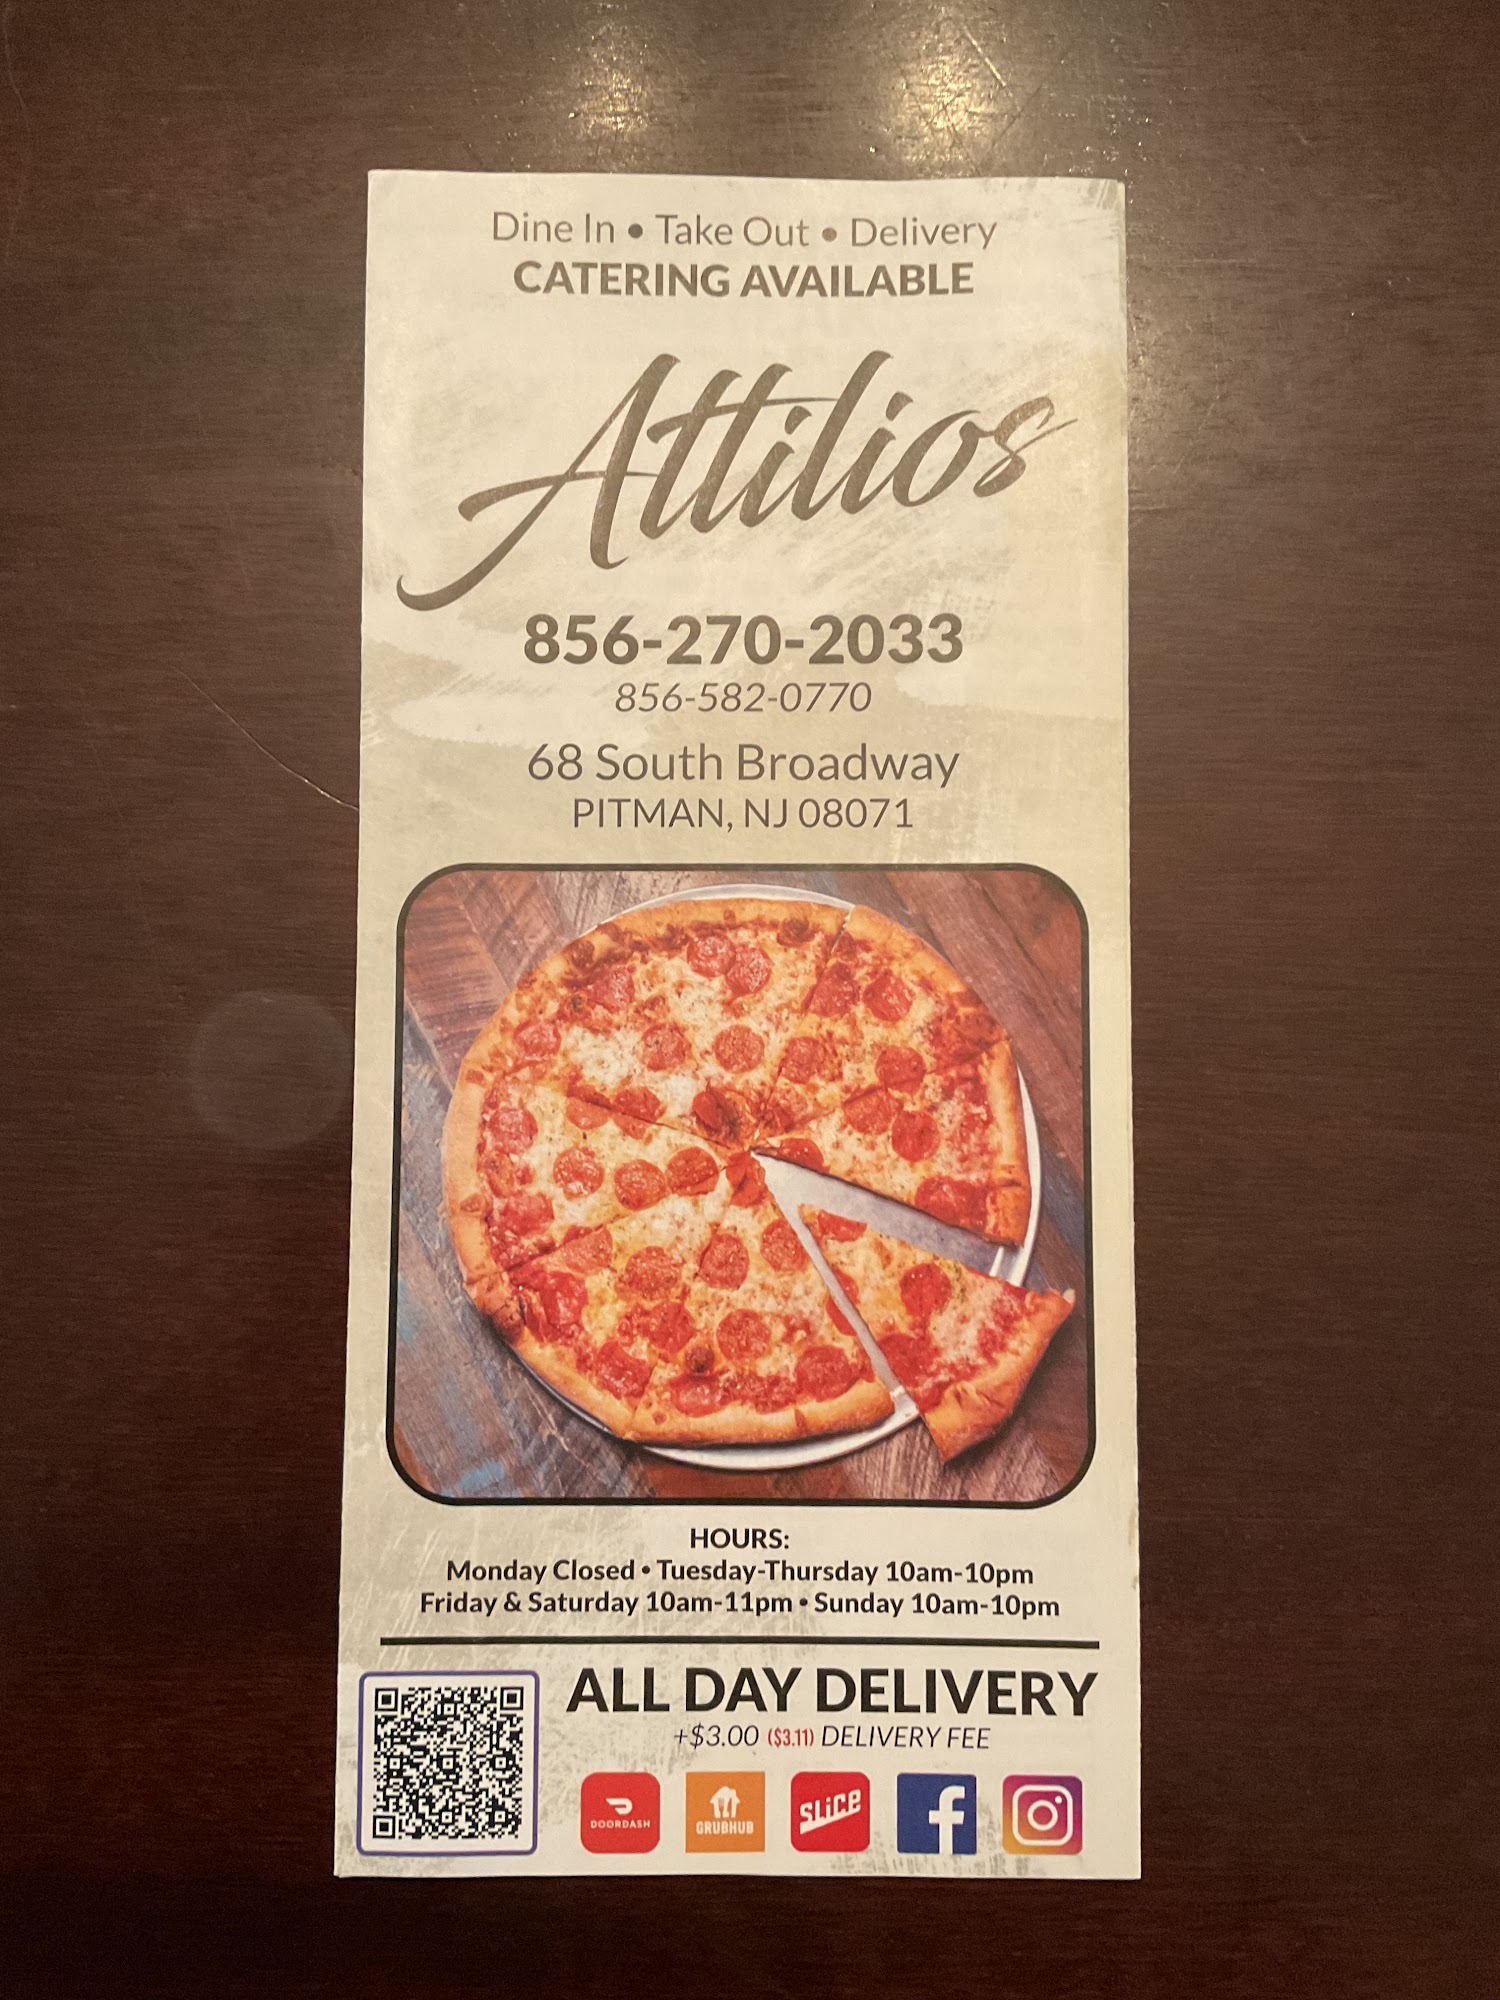 Dine In • Take Out • Delivery
CATERING AVAILABLE
Attilios
856-270-2033
856-582-0770
68 South Broadway
PITMAN, NJ 08071
HOURS:
Monday Closed • Tuesday-Thursday 10am-10pm
Friday & Saturday 10am-11pm • Sunday 10am-10pm
ALL DAY DELIVERY
+$3.00 ($3.11) DELIVERY FEE
DOORDASH
GRUBHUB
SLiCe